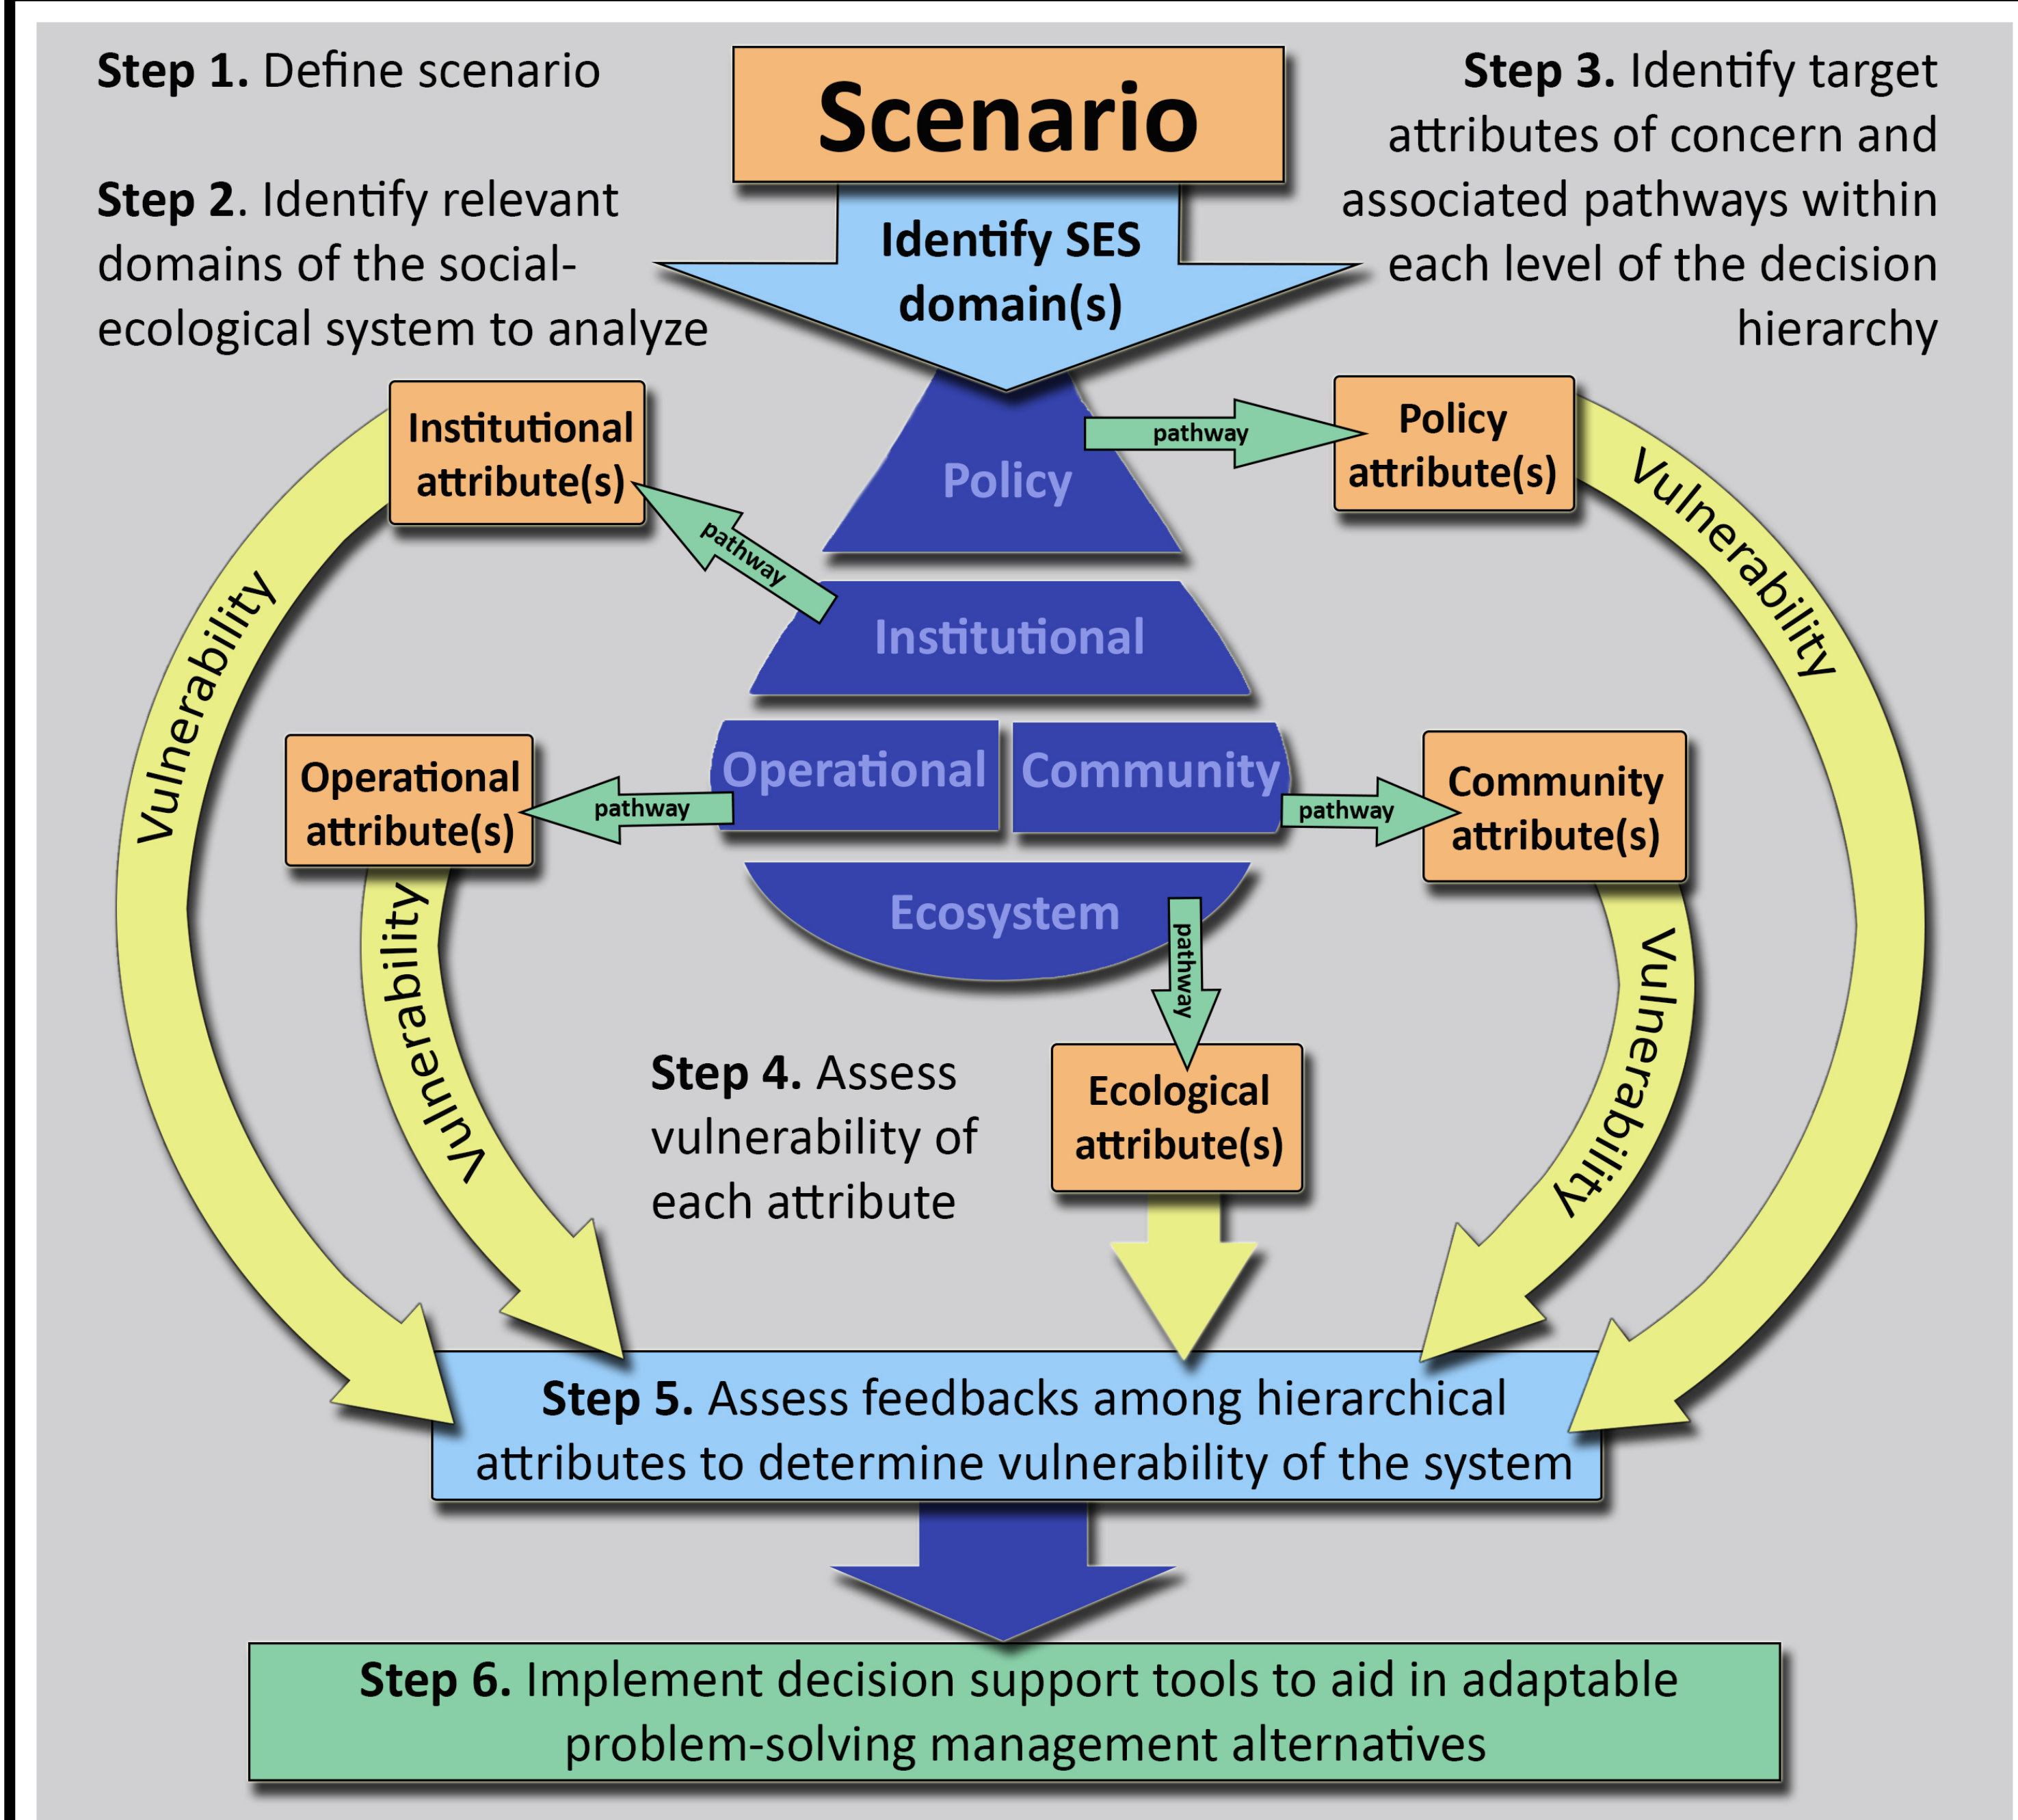 Step 1. Define scenario
Step 2. Identify relevant
domains of the social-
ecological system to analyze
Scenario
Identify SES
domain(s)
Step 3. Identify target
attributes of concern and
associated pathways within
each level of the decision
hierarchy
Institutional
attribute(s)
pathway
Policy
pathway
Policy
attribute(s)
Vulnerability
Vulnerability
Institutional
Operational
attribute(s)
pathway
Operational
Community
pathway
Community
attribute(s)
Ecosystem
pathway
Vulnerability
Vulnerability
Step 4. Assess
vulnerability of
each attribute
Ecological
attribute(s)
Step 5. Assess feedbacks among hierarchical
attributes to determine vulnerability of the system
Step 6. Implement decision support tools to aid in adaptable
problem-solving management alternatives